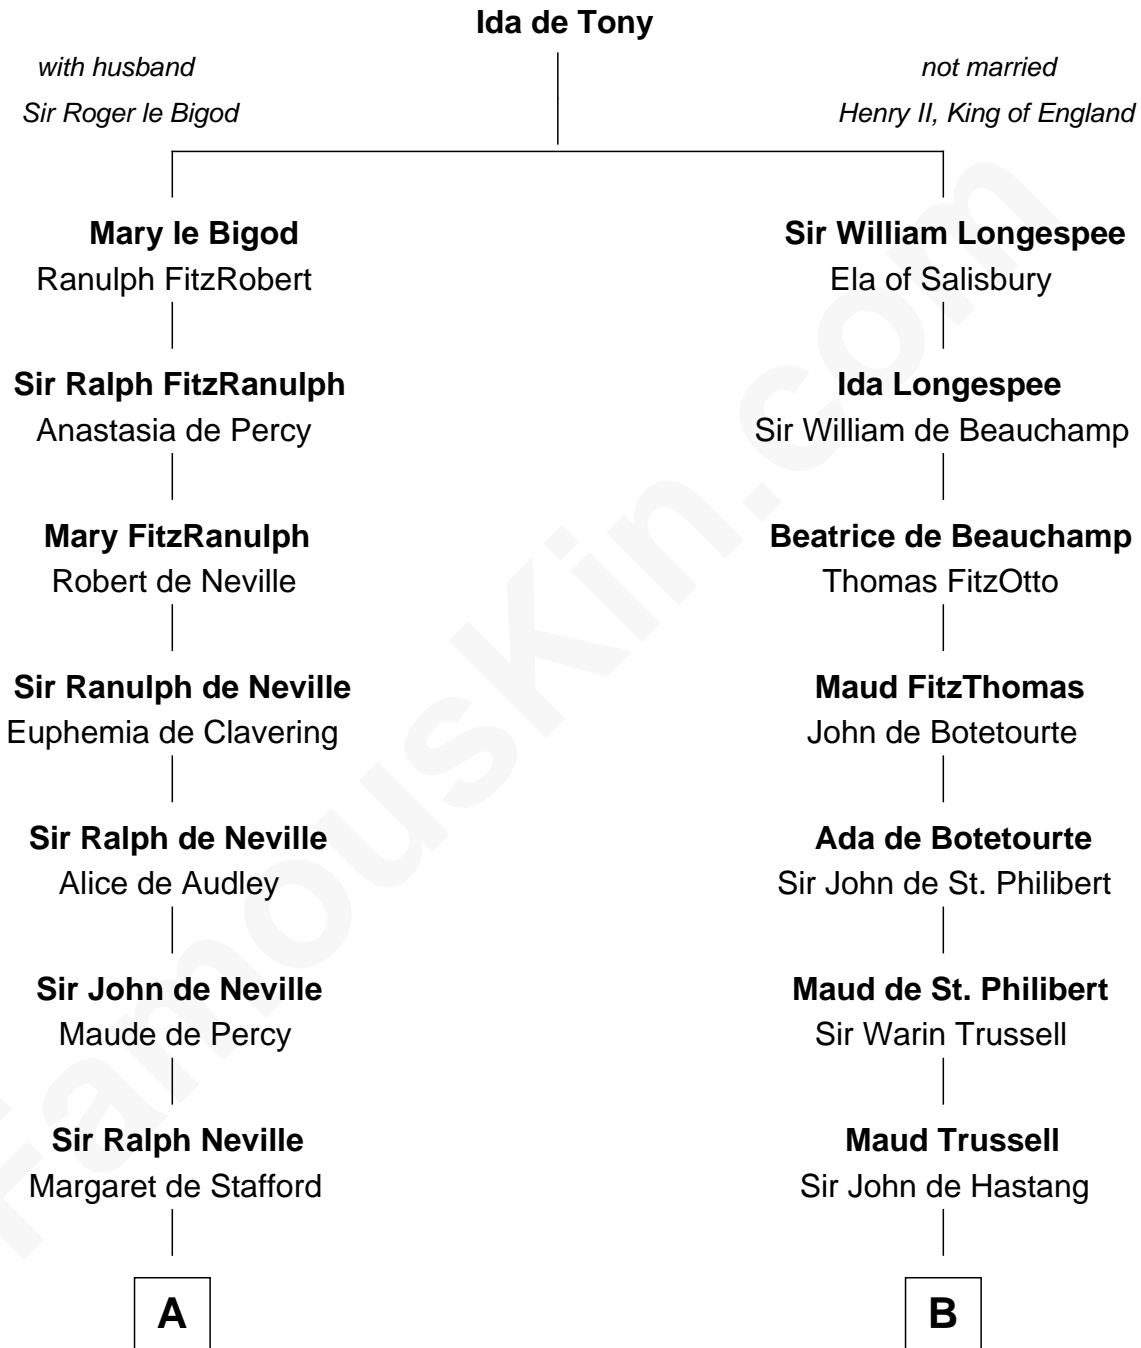 Ida de Tony
with husband
Sir Roger le Bigod
not married
Henry II, King of England
Mary le Bigod
Ranulph FitzRobert
Sir Ralph FitzRanulph
Anastasia de Percy
Mary FitzRanulph
Robert de Neville
Sir Ranulph de Neville
Euphemia de Clavering
Sir Ralph de Neville
Alice de Audley
Sir John de Neville
Maude de Percy
Sir Ralph Neville
Margaret de Stafford
A
Sir William Longespee
Ela of Salisbury
Ida Longespee
Sir William de Beauchamp
Beatrice de Beauchamp
Thomas FitzOtto
Maud FitzThomas
John de Botetourte
Ada de Botetourte
Sir John de St. Philibert
Maud de St. Philibert
Sir Warin Trussell
Maud Trussell
Sir John de Hastang
B
FamousKin.com